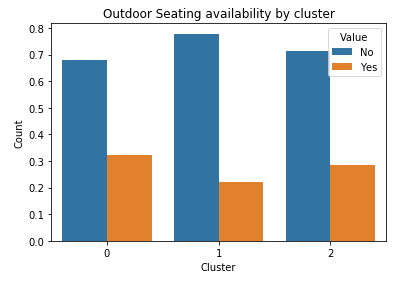 Outdoor Seating availability by cluster
Value
No
Yes
Count
0.8
0.7
0.6
0.5
0.4
0.3
0.2
0.1
0.0
0 1 2
Cluster